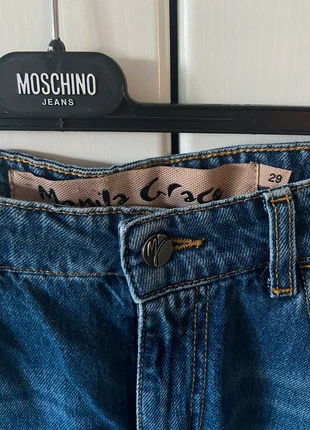 MOSCHINO
JEANS
Manila Grace
29